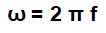 ω = 2 π f